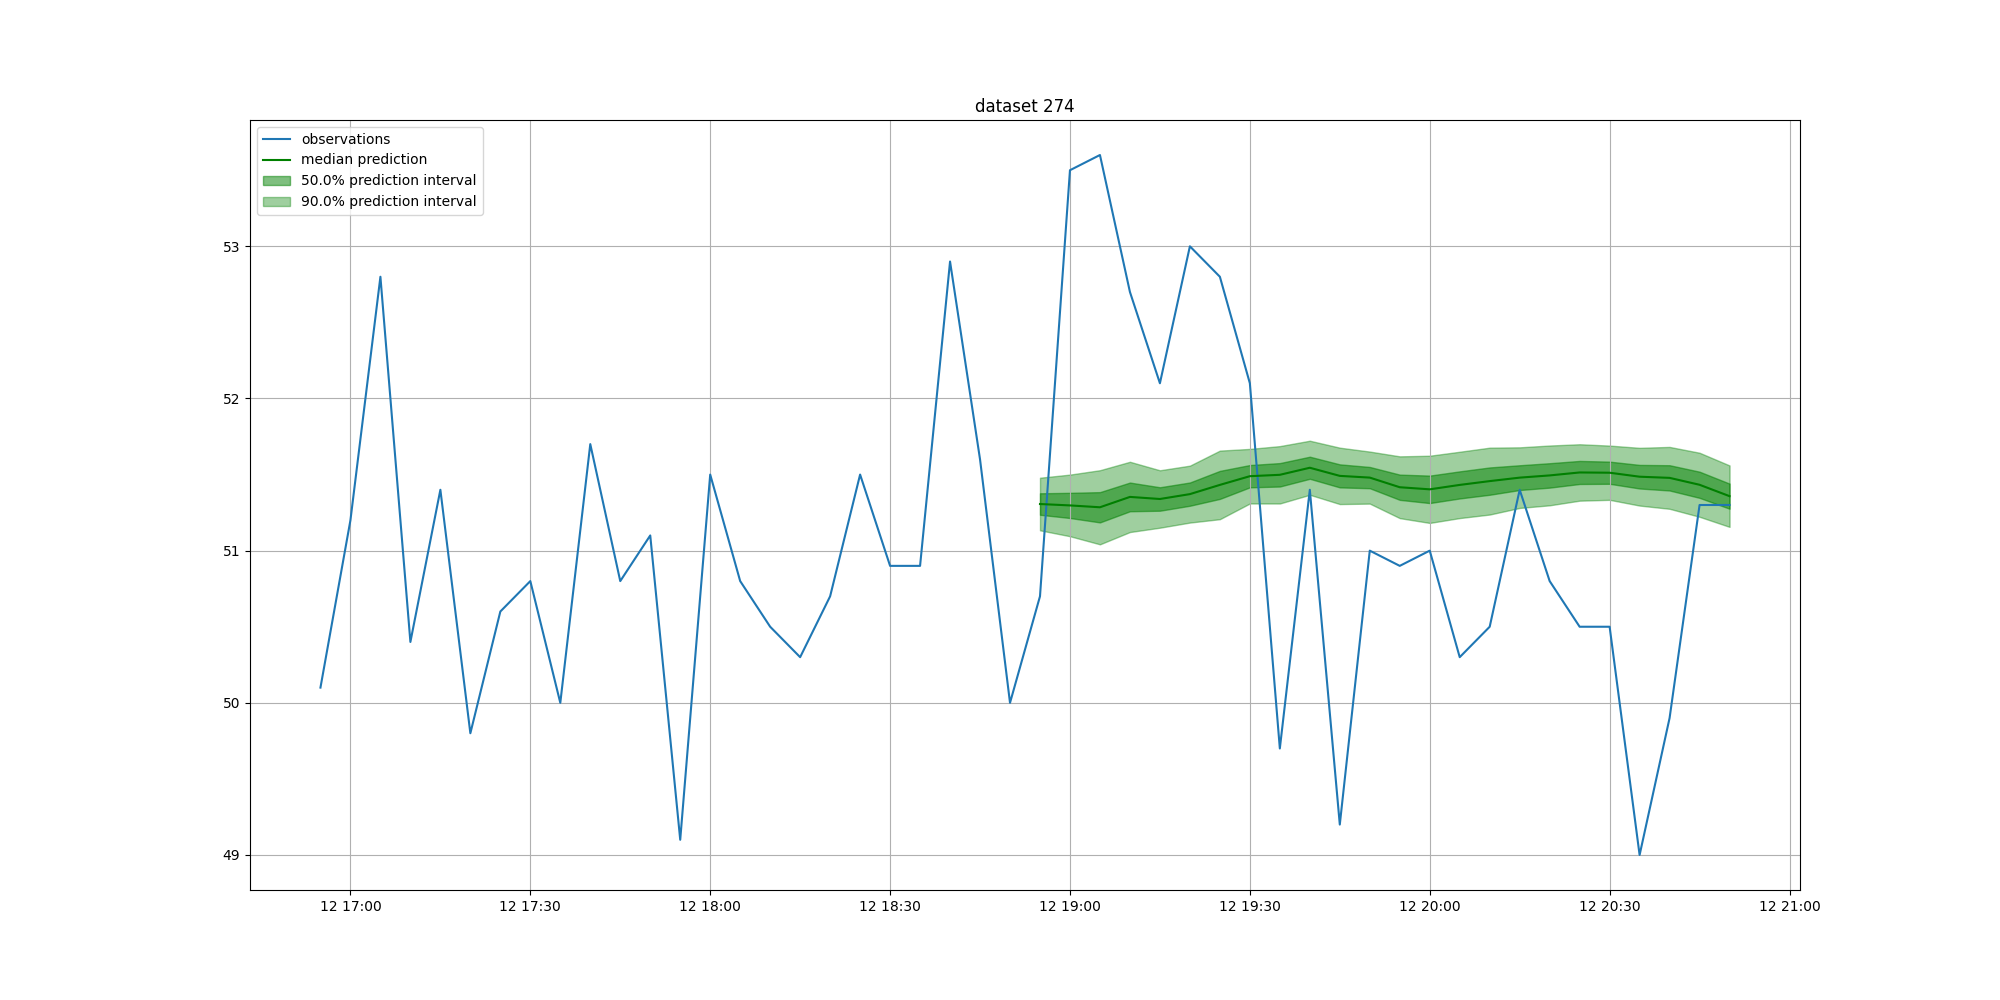 dataset 274
observations
median prediction
50.0% prediction interval
90.0% prediction interval
53
52
51
50
49
12 17:00
12 17:30
12 18:00
12 18:30
12 19:00
12 19:30
12 20:00
12 20:30
12 21:00